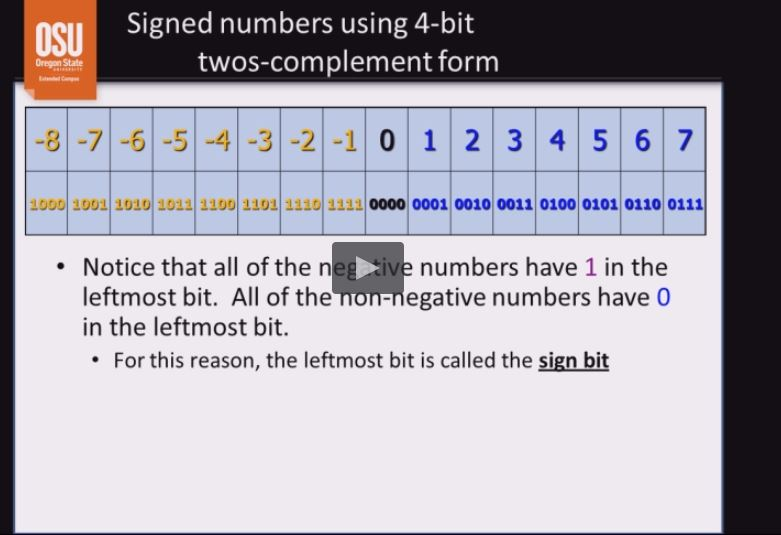 Signed numbers using 4-bit
twos-complement form
OSU
Oregon State
UNIVERSITY
Extended Campus
-8 -7 -6 -5 -4 -3 -2 -1 0 1 2 3 4 5 6 7
1000 1001 1010 1011 1100 1101 1110 1111 0000 0001 0010 0011 0100 0101 0110 0111
• Notice that all of the negative numbers have 1 in the
leftmost bit. All of the non-negative numbers have 0
in the leftmost bit.
• For this reason, the leftmost bit is called the sign bit